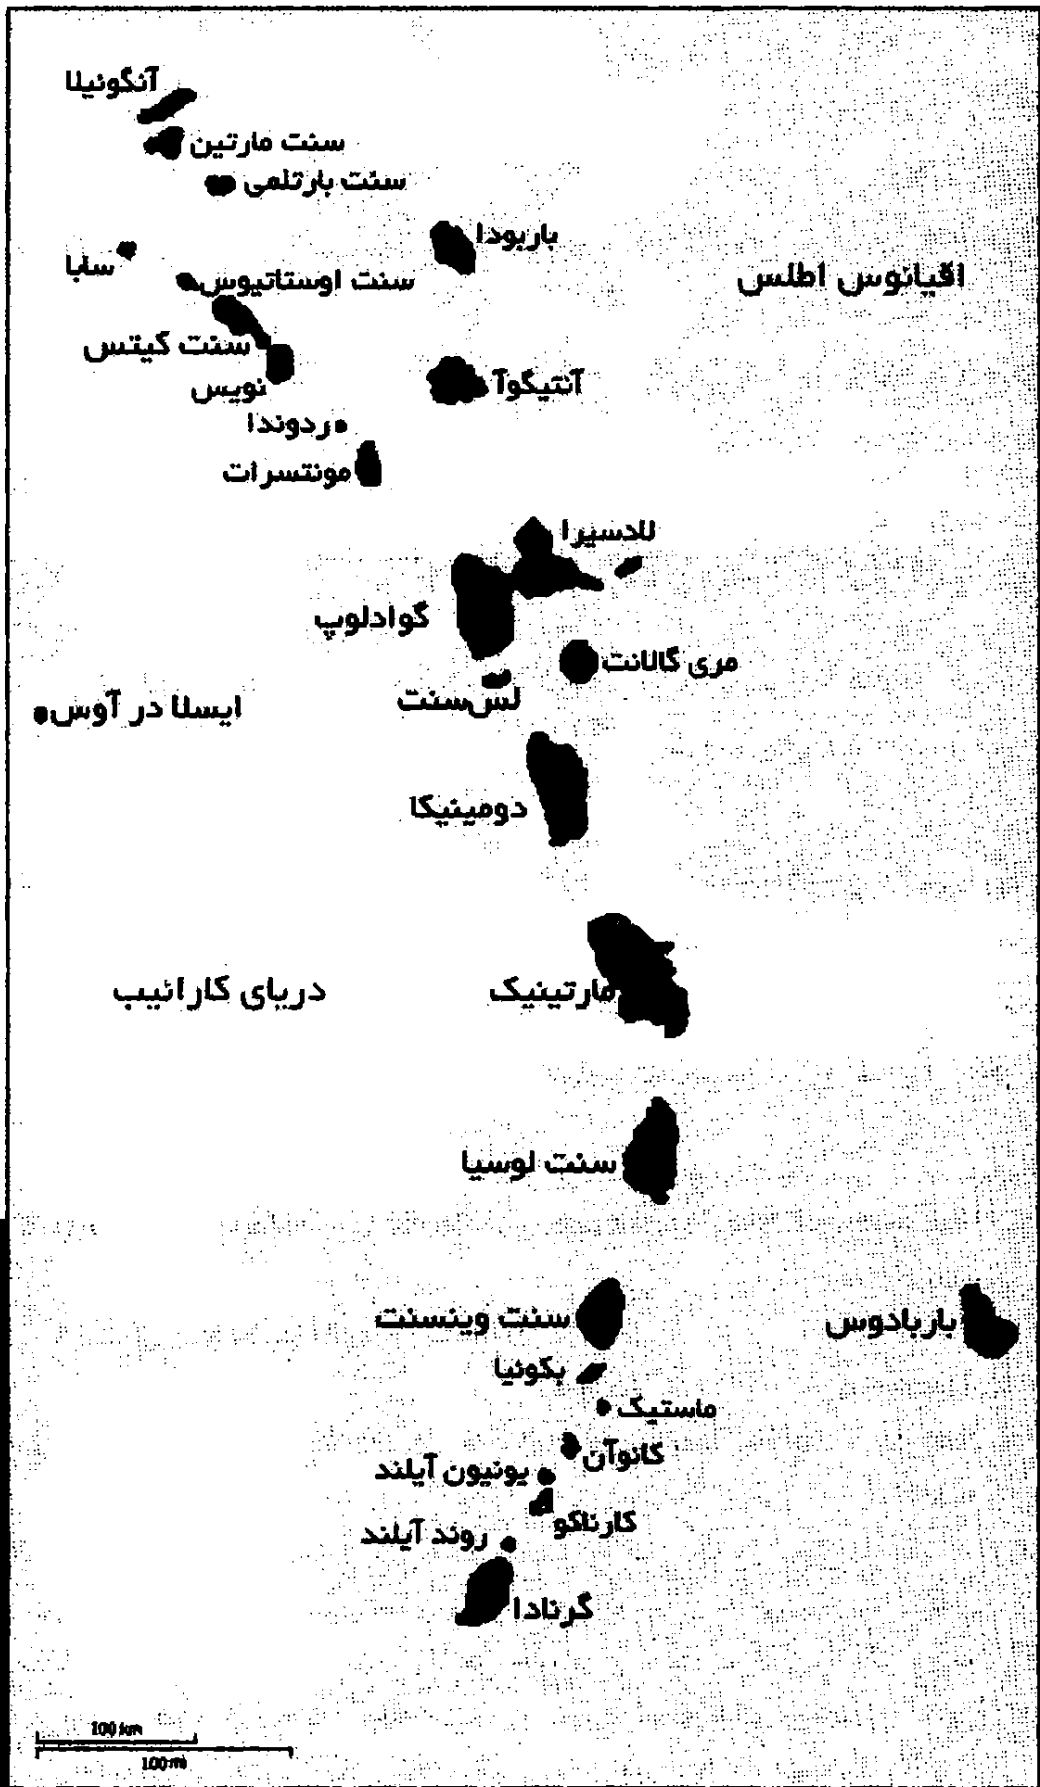 آنگوئیلا
سنت مارتین
سنت بارتلمی
باربودا
سابا
سنت اوستاتیوس
اقیانوس اطلس
سنت کیتس
نویس
آنتیگوآ
ردوندا
مونتسرات
لادسیرا
گوادلوپ
مری گالانت
لس‌سنت
ایسلا در آوس
دومینیکا
دریای کارائیب
مارتینیک
سنت لوسیا
سنت وینسنت
باربادوس
بکوئیا
ماستیک
کانوآن
یونیون آیلند
کارناکو
روند آیلند
گرنادا
100 km
100 mi